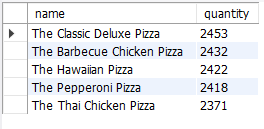 name quantity
The Classic Deluxe Pizza 2453
The Barbecue Chicken Pizza 2432
The Hawaiian Pizza 2422
The Pepperoni Pizza 2418
The Thai Chicken Pizza 2371